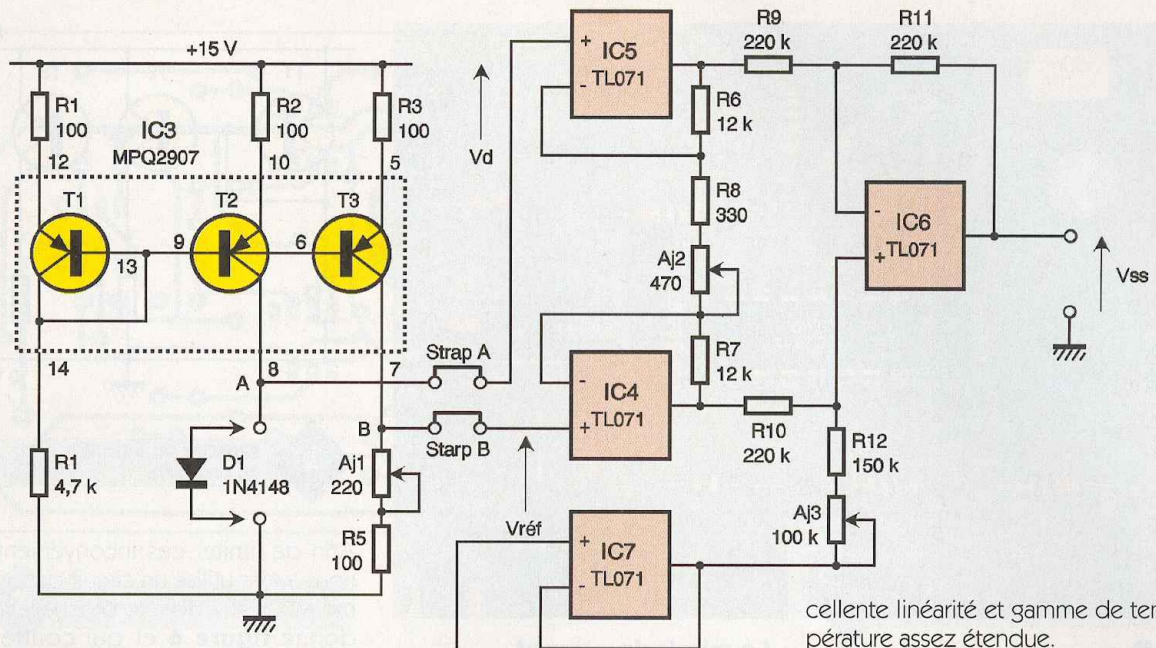 +15 V
R1
100
12
IC3
MPQ2907
R2
100
10
R3
100
5
T1
T2
T3
13
9
6
14
8
7
A
B
Strap A
Starp B
R1
4,7 k
D1
1N4148
Aj1
220
R5
100
Vd
Vréf
+
-
IC5
TL071
R6
12 k
R8
330
Aj2
470
R7
12 k
-
+
IC4
TL071
+
-
IC7
TL071
R9
220 k
R11
220 k
-
+
IC6
TL071
R10
220 k
R12
150 k
Aj3
100 k
Vss
cellente linéarité et gamme de tem-
pérature assez étendue.